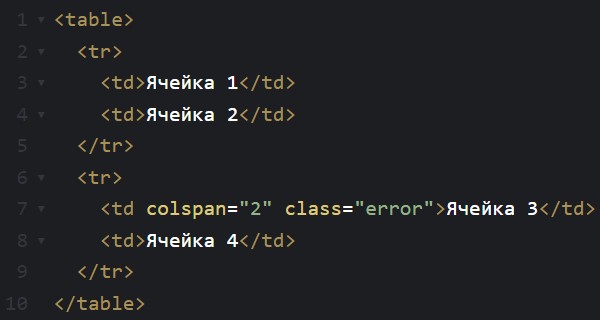 1 <table>
2 <tr>
3 <td>Ячейка 1</td>
4 <td>Ячейка 2</td>
5 </tr>
6 <tr>
7 <td colspan="2" class="error">Ячейка 3</td>
8 <td>Ячейка 4</td>
9 </tr>
10 </table>